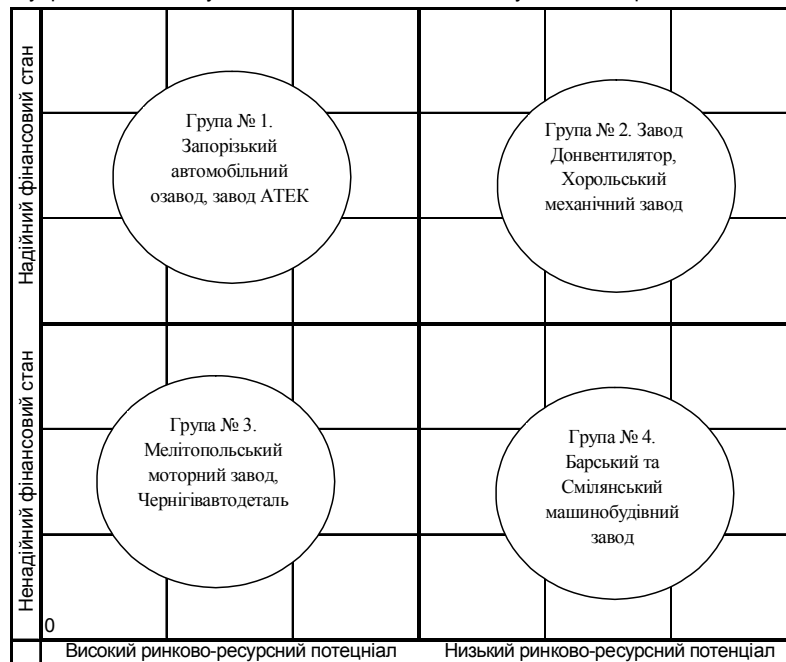 Надійний фінансовий стан
Група № 1.
Запорізький
автомобільний
озавод, завод АТЕК
Група № 2. Завод
Донвентилятор,
Хорольський
механічний завод
Ненадійний фінансовий стан
Група № 3.
Мелітопольський
моторний завод,
Чернігівавтодеталь
Група № 4.
Барський та
Смілянський
машинобудівний
завод
0
Високий ринково-ресурсний потецніал
Низький ринково-ресурсний потенціал